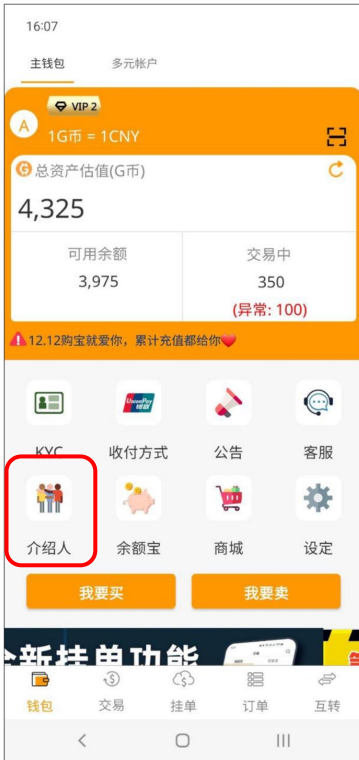 16:07
主钱包 多元帐户
VIP 2
A
1G币 = 1CNY
G 总资产估值(G币)
4,325
可用余额 交易中
3,975 350
(异常: 100)
12.12购宝就爱你，累计充值都给你
UnionPay
银联
KYC 收付方式 公告 客服
介绍人 余额宝 商城 设定
我要买 我要卖
全新挂单功能
钱包 交易 挂单 订单 互转